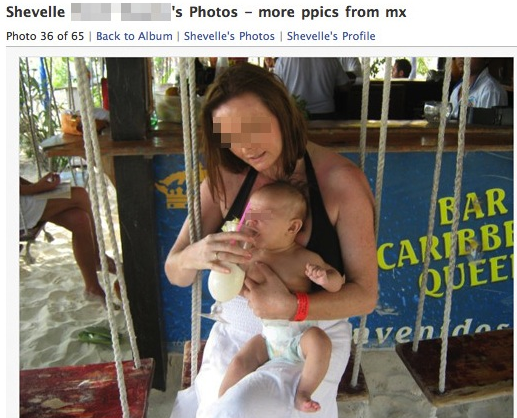 Shevelle 's Photos – more ppics from mx
Photo 36 of 65 | Back to Album | Shevelle's Photos | Shevelle's Profile
BAR
CARIBBE
QUEE
nvenidos